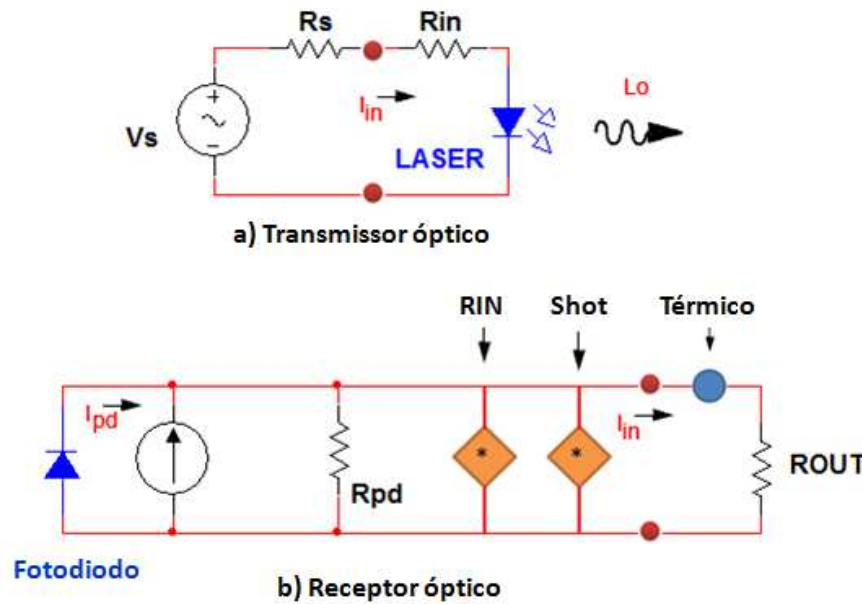 Rs
Rin
Iin
Lo
+
Vs
-
LASER
a) Transmissor óptico
RIN
Shot
Térmico
Ipd
Iin
*
*
Rpd
ROUT
Fotodiodo
b) Receptor óptico